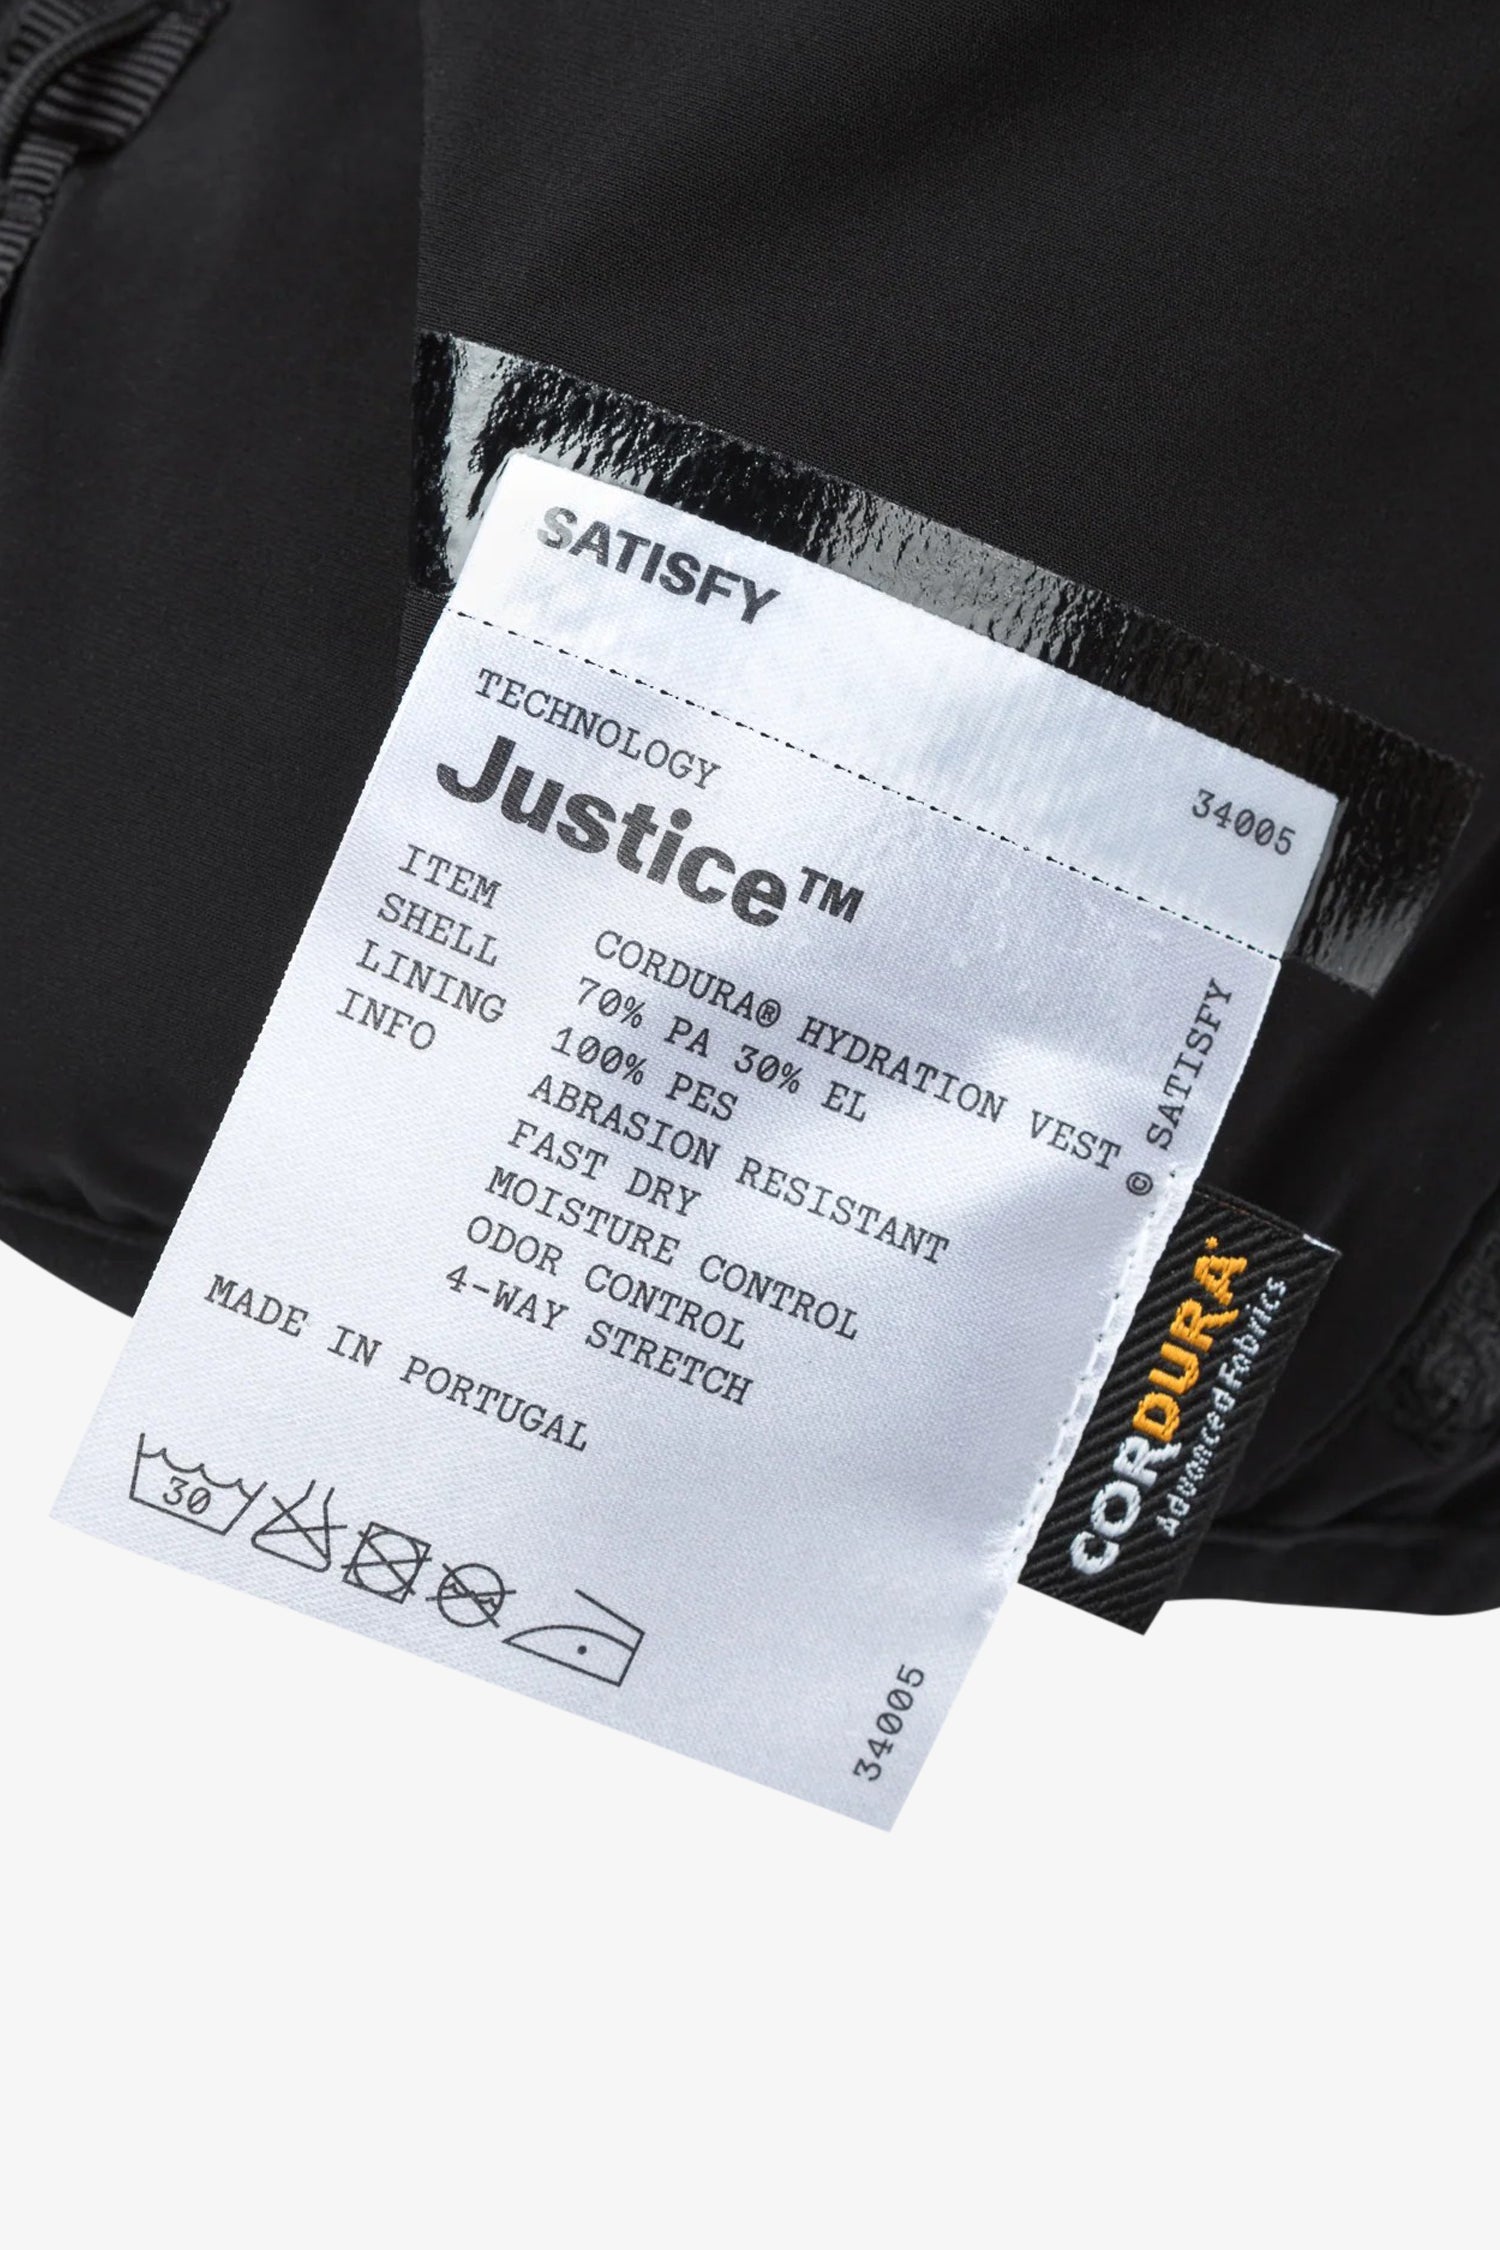 SATISFY
34005
TECHNOLOGY
Justice™
ITEM CORDURA® HYDRATION VEST
SHELL 70% PA 30% EL
LINING 100% PES
INFO ABRASION RESISTANT
FAST DRY
MOISTURE CONTROL
ODOR CONTROL
4-WAY STRETCH
MADE IN PORTUGAL
30
© SATISFY
34005
CORDURA®
Advanced Fabrics